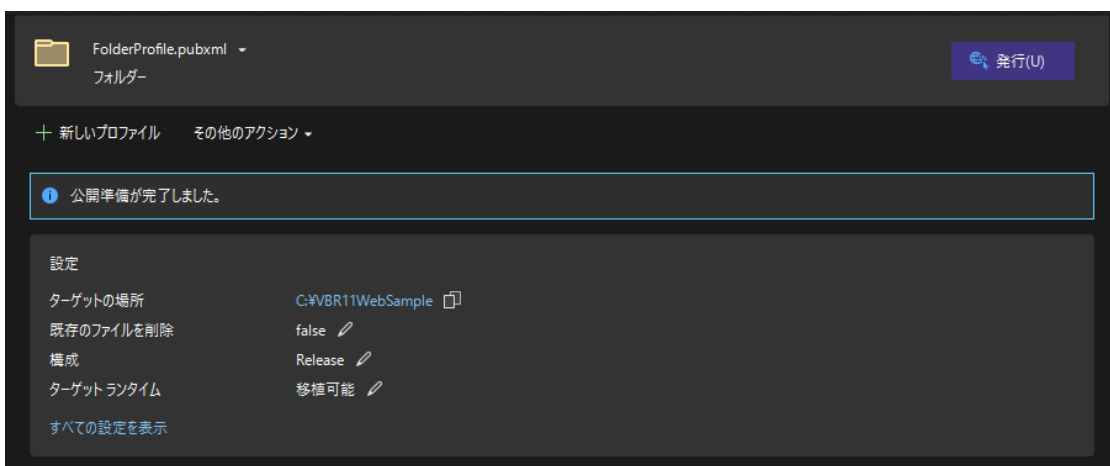 FolderProfile.pubxml
フォルダー
発行(U)
新しいプロファイル その他のアクション
公開準備が完了しました。
設定
ターゲットの場所 C:¥VBR11WebSample
既存のファイルを削除 false
構成 Release
ターゲット ランタイム 移植可能
すべての設定を表示